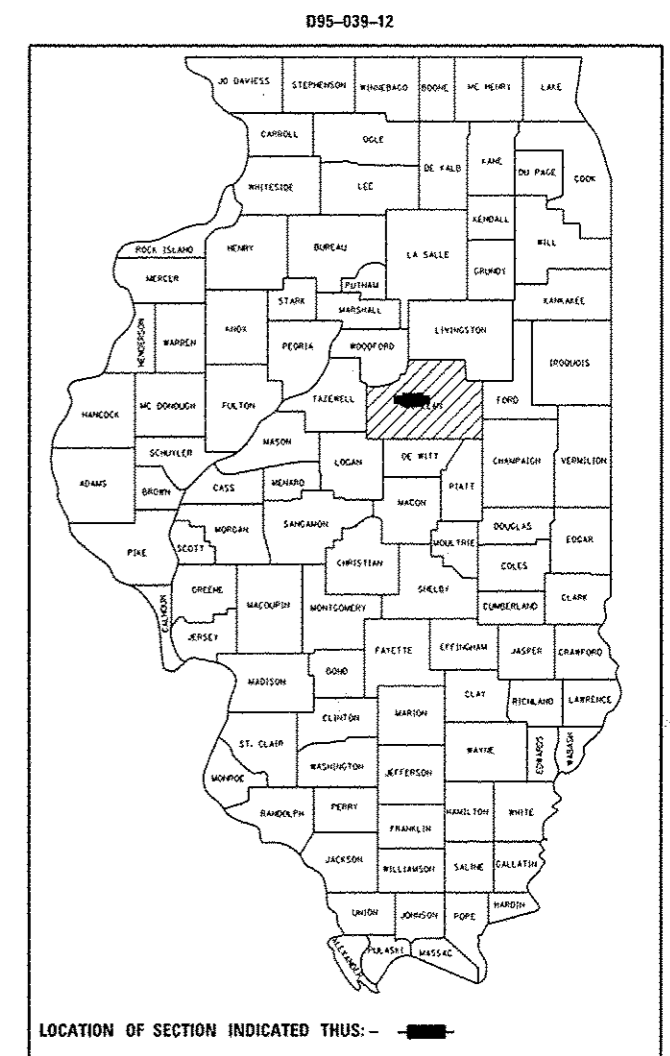 D95-039-12
JO DAVIESS STEPHENSON WINNEBAGO BOONE MC HENRY LAKE
CARROLL OGLE DE KALB KANE DU PAGE COOK
WHITESIDE LEE KENDALL WILL
ROCK ISLAND HENRY BUREAU LA SALLE GRUNDY
MERCER PUTNAM KANKAKEE
STARK MARSHALL LIVINGSTON
HENDERSON WARREN KNOX PEORIA WOODFORD IROQUOIS
HANCOCK MC DONOUGH FULTON TAZEWELL FORD
SCHUYLER MASON LOGAN DE WITT CHAMPAIGN VERMILION
ADAMS BROWN CASS MENARD MACON PIATT
PIKE SCOTT MORGAN SANGAMON CHRISTIAN MOULTRIE DOUGLAS EDGAR
COLES
CALHOUN GREENE MACOUPIN MONTGOMERY SHELBY CUMBERLAND CLARK
JERSEY FAYETTE EFFINGHAM JASPER CRAWFORD
MADISON BOND CLAY RICHLAND LAWRENCE
CLINTON MARION
ST. CLAIR WAYNE EDWARDS WABASH
MONROE WASHINGTON JEFFERSON
RANDOLPH PERRY HAMILTON WHITE
FRANKLIN
JACKSON WILLIAMSON SALINE GALLATIN
UNION JOHNSON POPE HARDIN
ALEXANDER PULASKI MASSAC
LOCATION OF SECTION INDICATED THUS: –